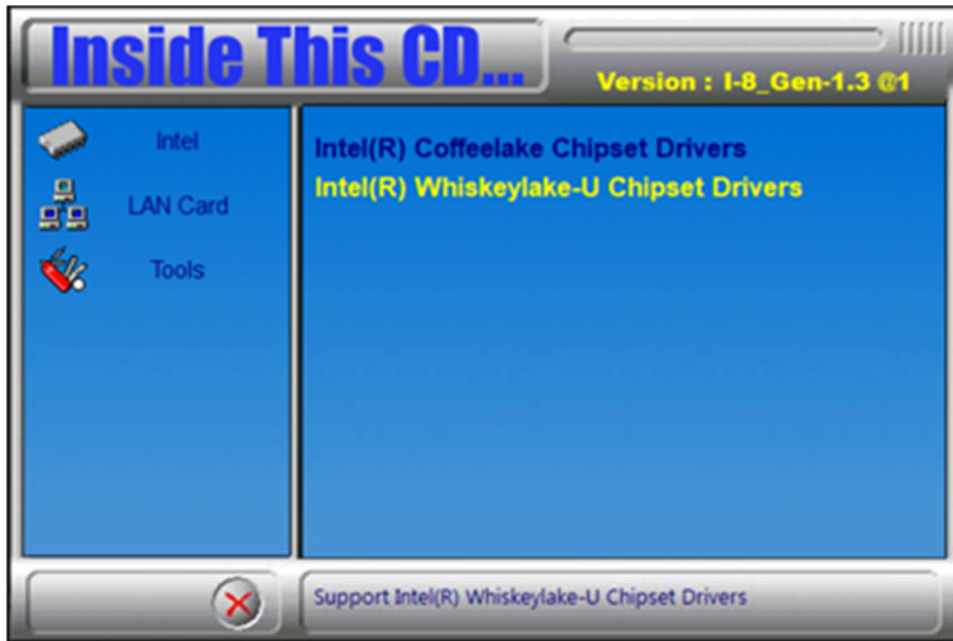 Inside This CD...
Version : I-8_Gen-1.3 @1
Intel
LAN Card
Tools
Intel(R) Coffeelake Chipset Drivers
Intel(R) Whiskeylake-U Chipset Drivers
Support Intel(R) Whiskeylake-U Chipset Drivers